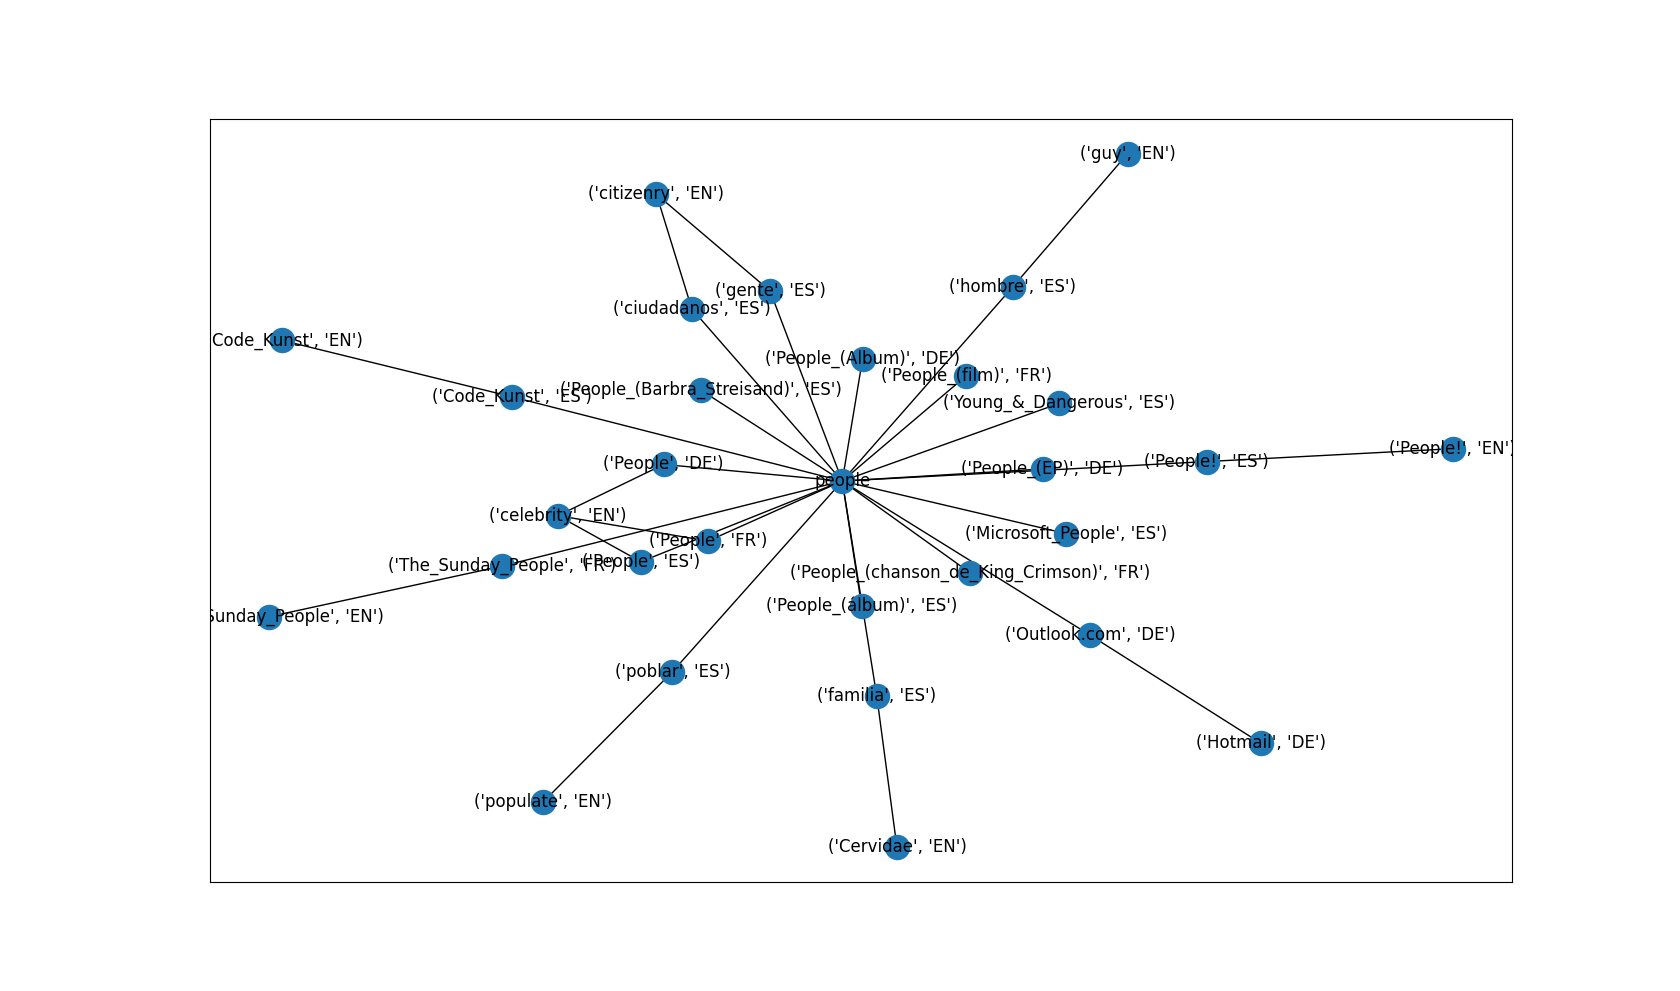 ('guy', 'EN')
('citizenry', 'EN')
('hombre', 'ES')
('gente', 'ES')
('ciudadanos', 'ES')
Code_Kunst', 'EN')
('People_(Album)', 'DE')
('People_(film)', 'FR')
('People_(Barbra_Streisand)', 'ES')
('Code_Kunst', 'ES')
('Young_&_Dangerous', 'ES')
('People!', 'EN')
('People', 'DE')
('People_(EP)', 'DE')
('People!', 'ES')
people
('celebrity', 'EN')
('Microsoft_People', 'ES')
('People', 'FR')
('The_Sunday_People', 'FR')
('People', 'ES')
('People_(chanson_de_King_Crimson)', 'FR')
('People_(álbum)', 'ES')
Sunday_People', 'EN')
('Outlook.com', 'DE')
('poblar', 'ES')
('familia', 'ES')
('Hotmail', 'DE')
('populate', 'EN')
('Cervidae', 'EN')